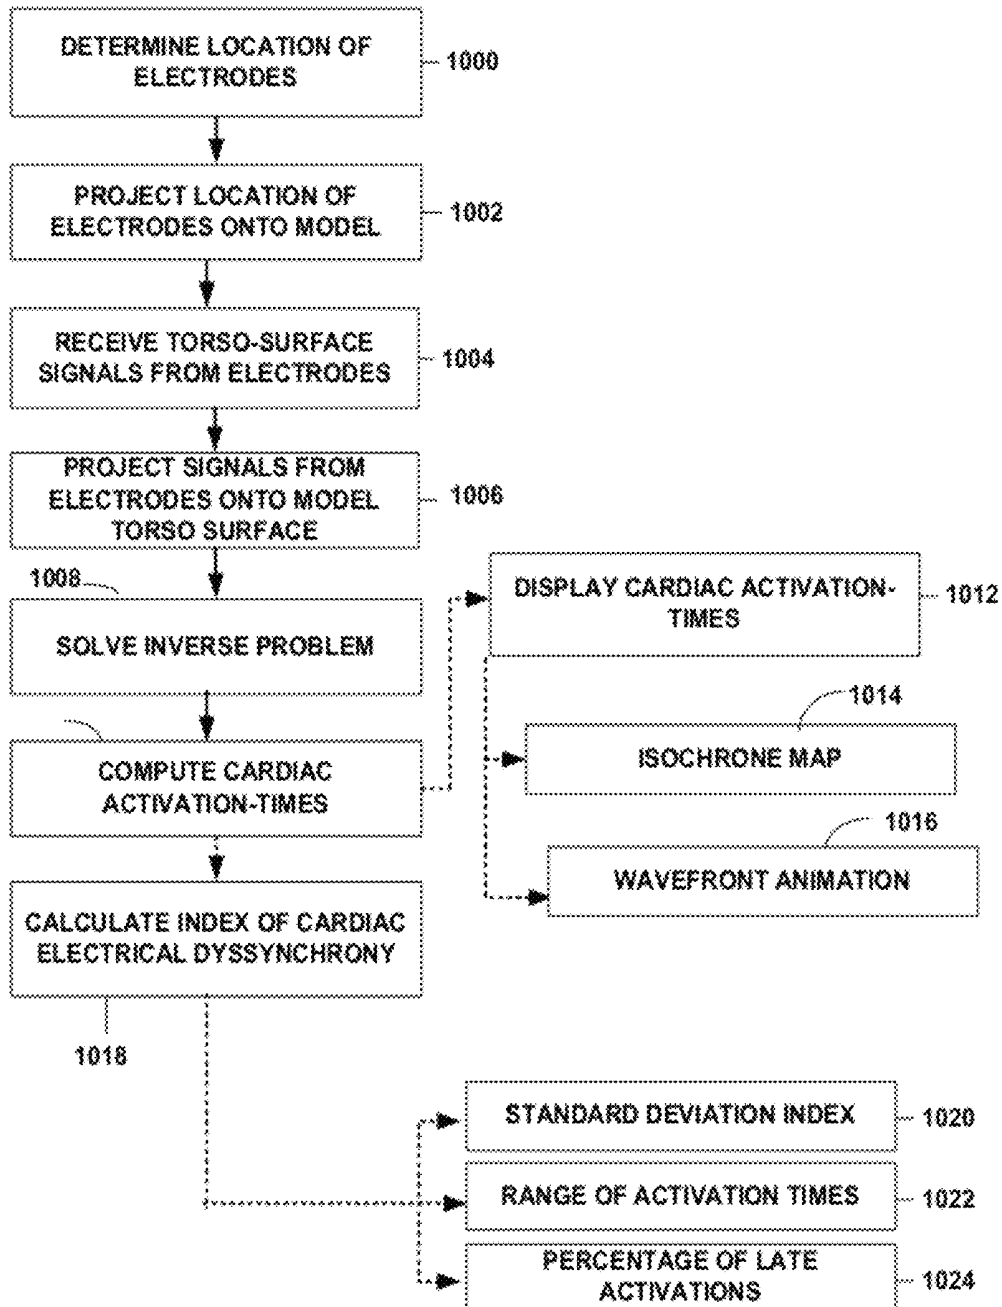 DETERMINE LOCATION OF
ELECTRODES
1000
PROJECT LOCATION OF
ELECTRODES ONTO MODEL
1002
RECEIVE TORSO-SURFACE
SIGNALS FROM ELECTRODES
1004
PROJECT SIGNALS FROM
ELECTRODES ONTO MODEL
TORSO SURFACE
1006
1008
SOLVE INVERSE PROBLEM
COMPUTE CARDIAC
ACTIVATION-TIMES
DISPLAY CARDIAC ACTIVATION-
TIMES
1012
1014
ISOCHRONE MAP
1016
WAVEFRONT ANIMATION
CALCULATE INDEX OF CARDIAC
ELECTRICAL DYSSYNCHRONY
1018
STANDARD DEVIATION INDEX
1020
RANGE OF ACTIVATION TIMES
1022
PERCENTAGE OF LATE
ACTIVATIONS
1024